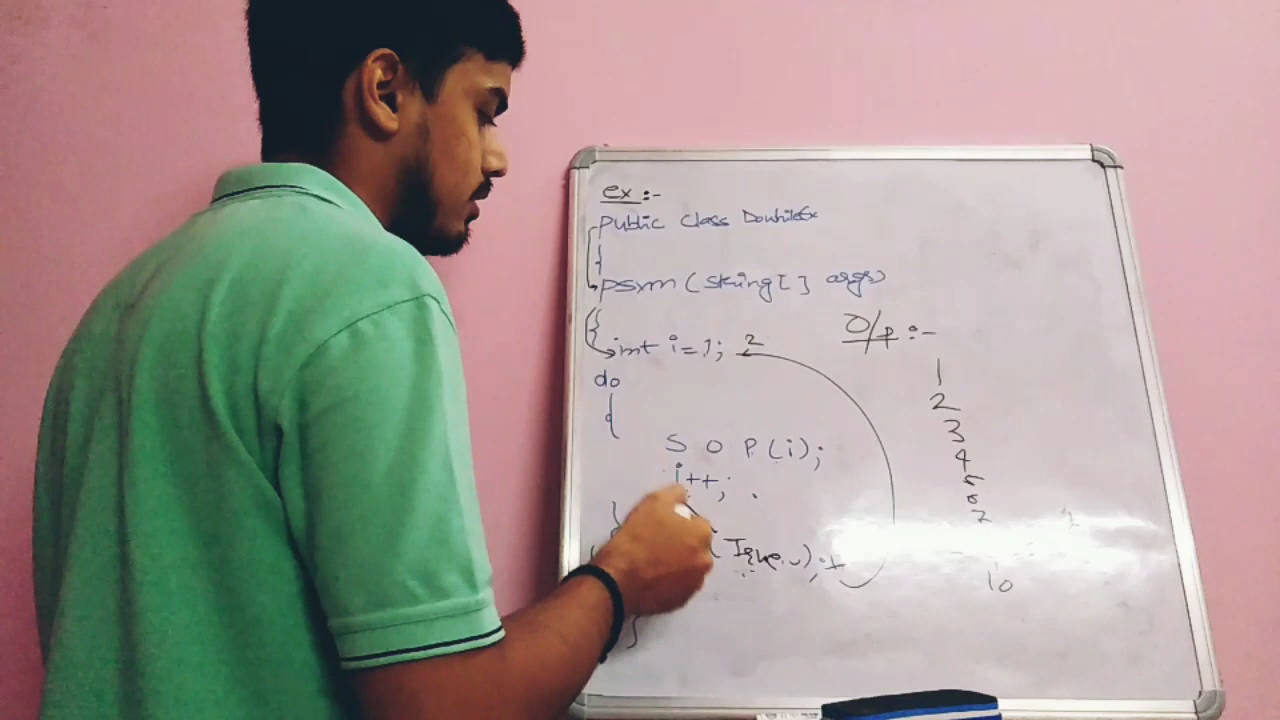 ex :-
public class DowhileEx
{
psvm (string[] args)
{
int i=1; 2
do
{
S O P (i);
i++;
}
}
O/p :-
1
2
3
4
5
6
7
10